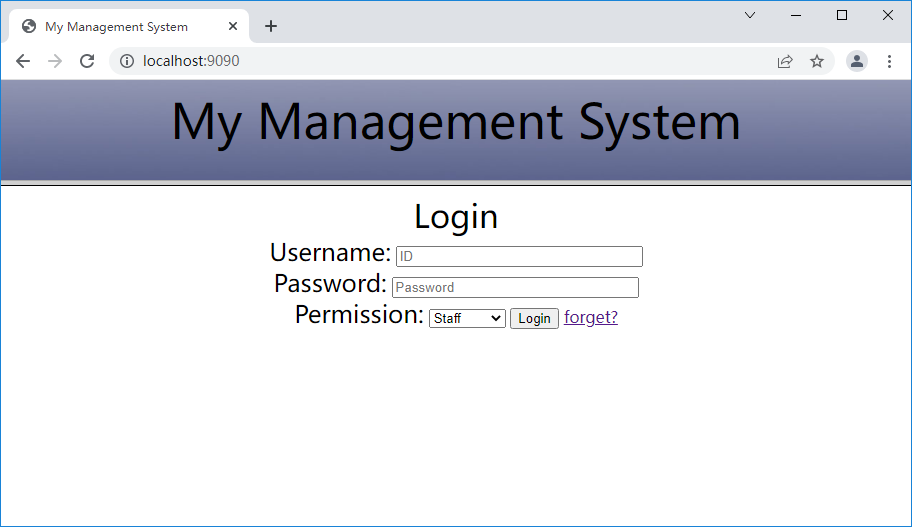 My Management System
localhost:9090
My Management System
Login
Username: ID
Password: Password
Permission: Staff Login forget?